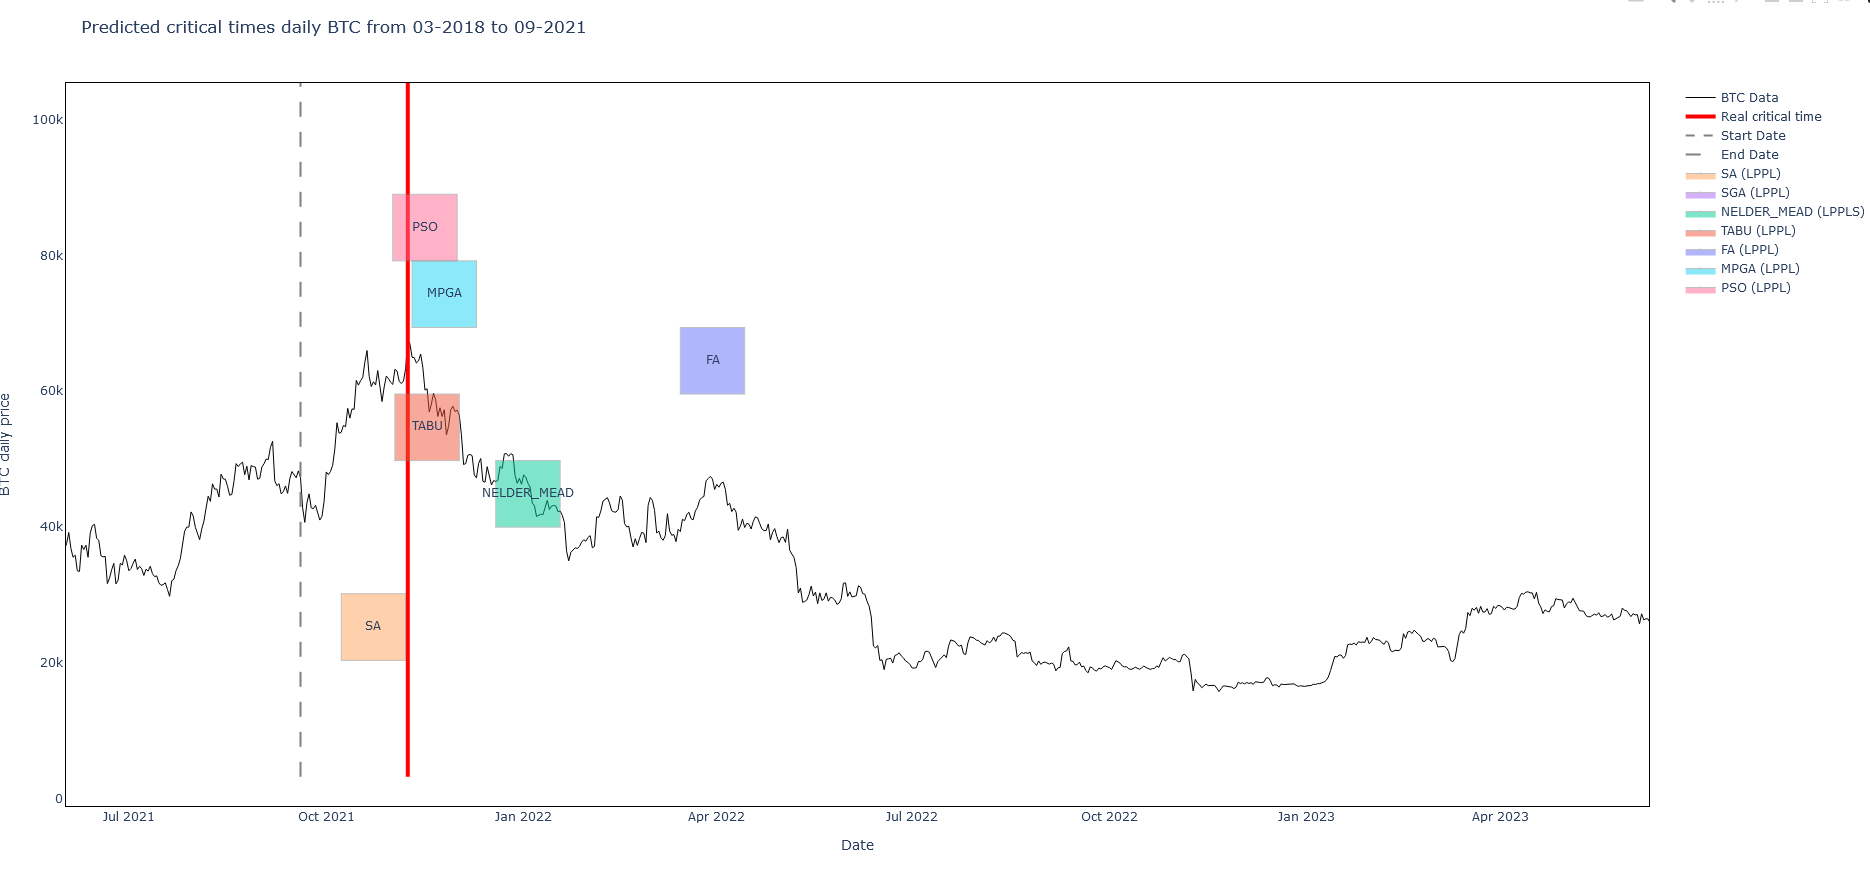 Predicted critical times daily BTC from 03-2018 to 09-2021
100k
80k
60k
40k
20k
0
BTC daily price
PSO
MPGA
FA
TABU
NELDER_MEAD
SA
Jul 2021
Oct 2021
Jan 2022
Apr 2022
Jul 2022
Oct 2022
Jan 2023
Apr 2023
Date
BTC Data
Real critical time
Start Date
End Date
SA (LPPL)
SGA (LPPL)
NELDER_MEAD (LPPLS)
TABU (LPPL)
FA (LPPL)
MPGA (LPPL)
PSO (LPPL)